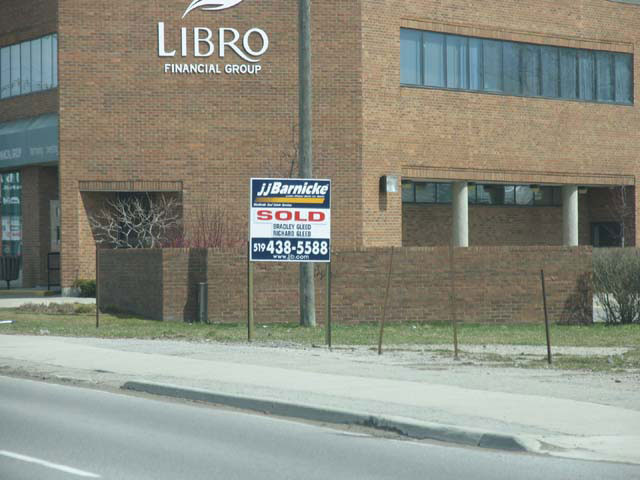 LIBRO
FINANCIAL GROUP
JJBarnicke
SOLD
BRADLEY GLEED
RICHARD GLEED
519 438-5588
www.jjb.com